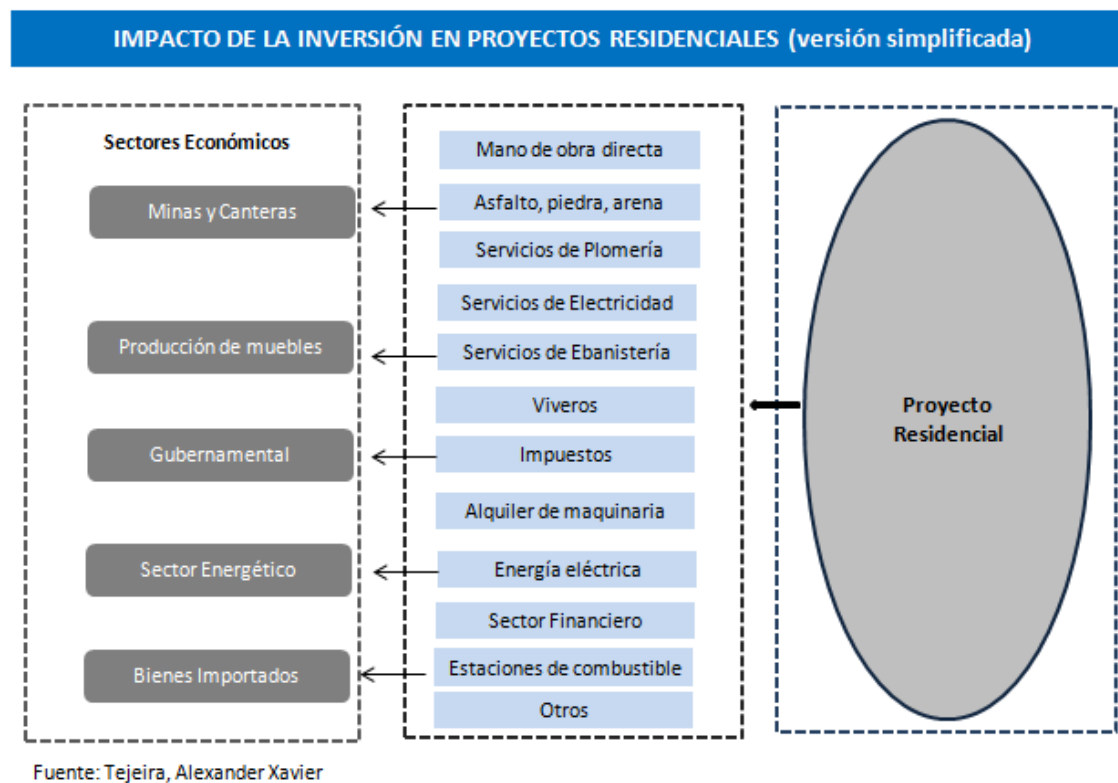 IMPACTO DE LA INVERSIÓN EN PROYECTOS RESIDENCIALES (versión simplificada)
Sectores Económicos
Minas y Canteras
Producción de muebles
Gubernamental
Sector Energético
Bienes Importados
Mano de obra directa
Asfalto, piedra, arena
Servicios de Plomería
Servicios de Electricidad
Servicios de Ebanistería
Viveros
Impuestos
Alquiler de maquinaria
Energía eléctrica
Sector Financiero
Estaciones de combustible
Otros
Proyecto
Residencial
Fuente: Tejeira, Alexander Xavier